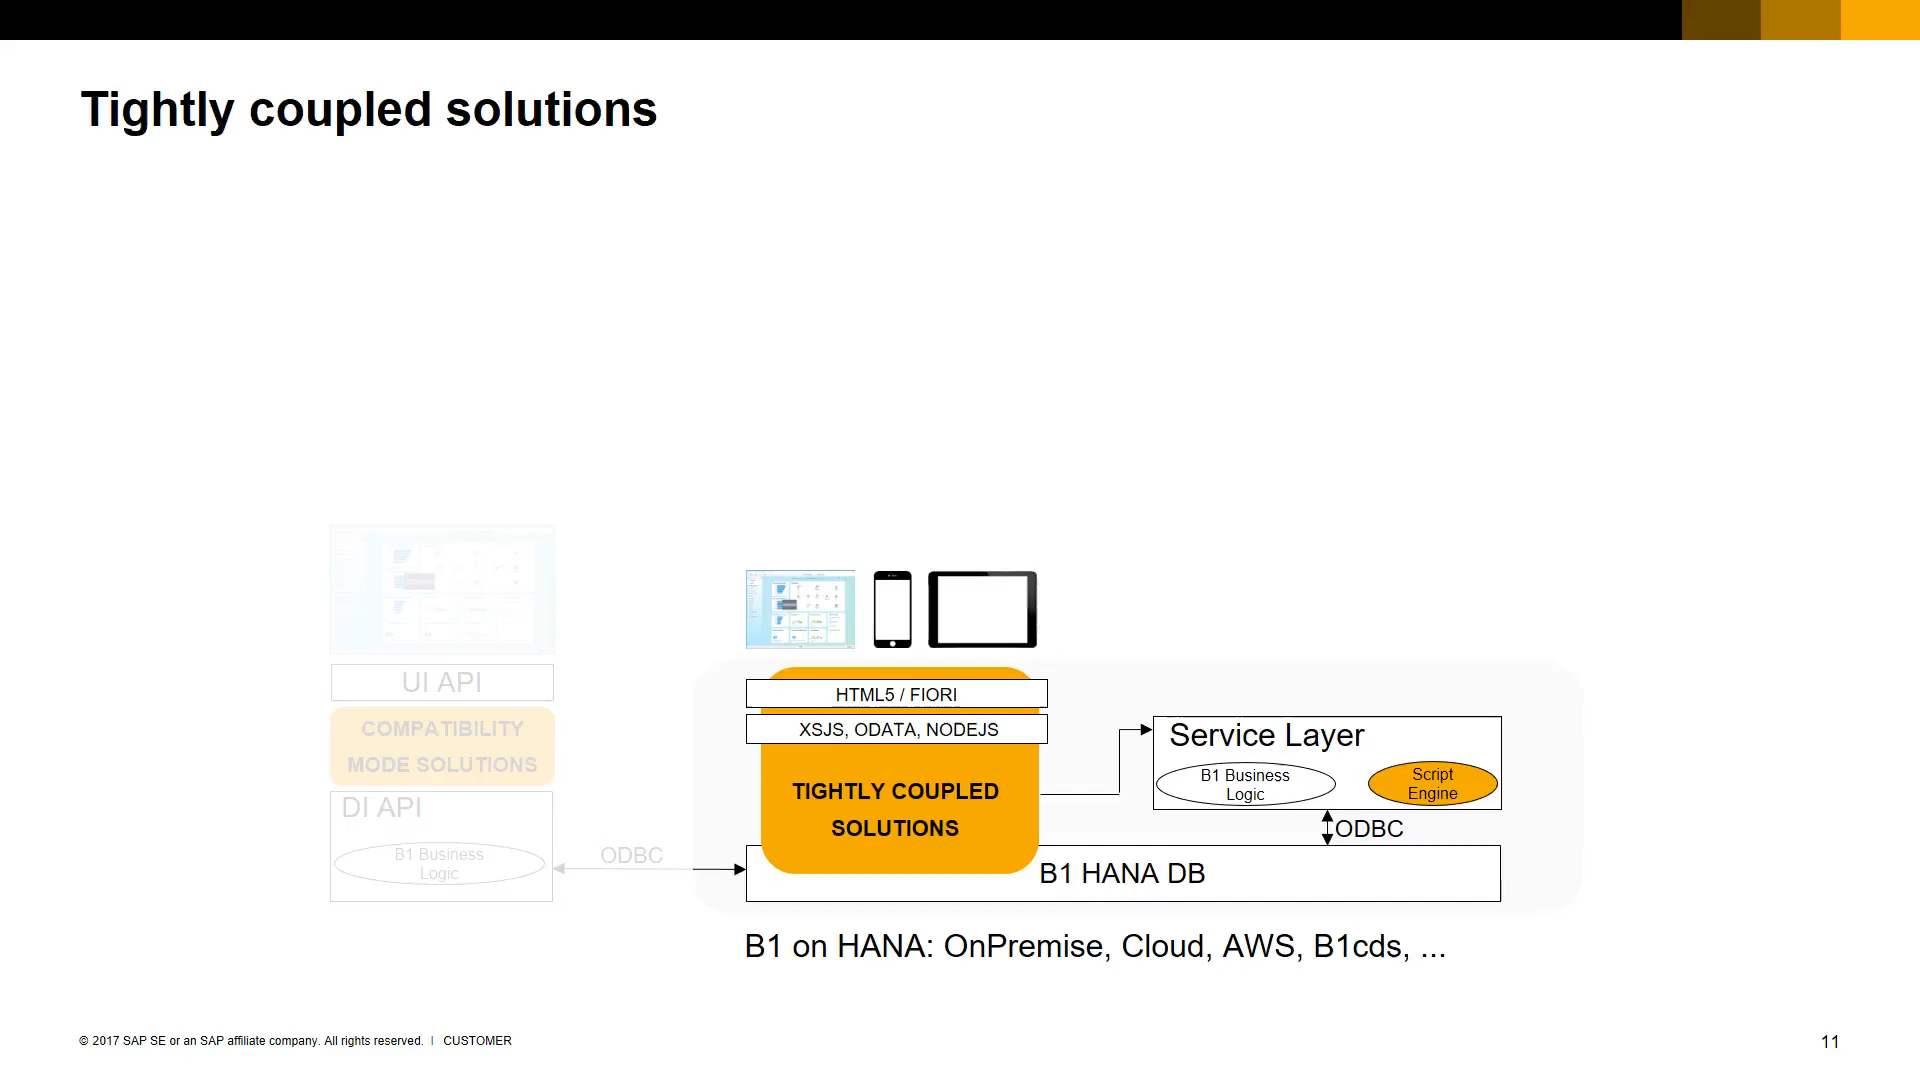 Tightly coupled solutions
UI API
COMPATIBILITY
MODE SOLUTIONS
DI API
B1 Business
Logic
ODBC
HTML5 / FIORI
XSJS, ODATA, NODEJS
TIGHTLY COUPLED
SOLUTIONS
Service Layer
B1 Business
Logic
Script
Engine
ODBC
B1 HANA DB
B1 on HANA: OnPremise, Cloud, AWS, B1cds, ...
© 2017 SAP SE or an SAP affiliate company. All rights reserved. | CUSTOMER
11